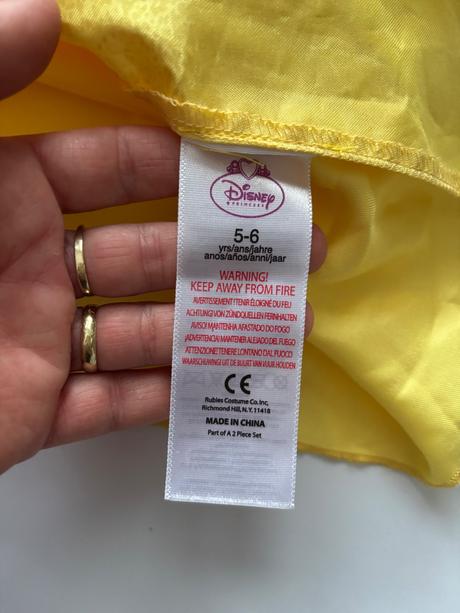 Disney
PRINCESS
5-6
yrs/ans/jahre
anos/años/anni/jaar
WARNING!
KEEP AWAY FROM FIRE
AVERTISSEMENT!TENIR ÉLOIGNÉ DU FEU
ACHTUNG! VON ZÜNDQUELLEN FERNHALTEN
AVISO! MANTENHA AFASTADO DO FOGO
¡ADVERTENCIA! MANTENER ALEJADO DEL FUEGO
ATTENZIONE!TENERE LONTANO DAL FUOCO
WAARSCHUWING! UIT DE BUURT VAN VUUR HOUDEN
CE
Rubies Costume Co. Inc,
Richmond Hill, N.Y. 11418
MADE IN CHINA
Part of A 2 Piece Set